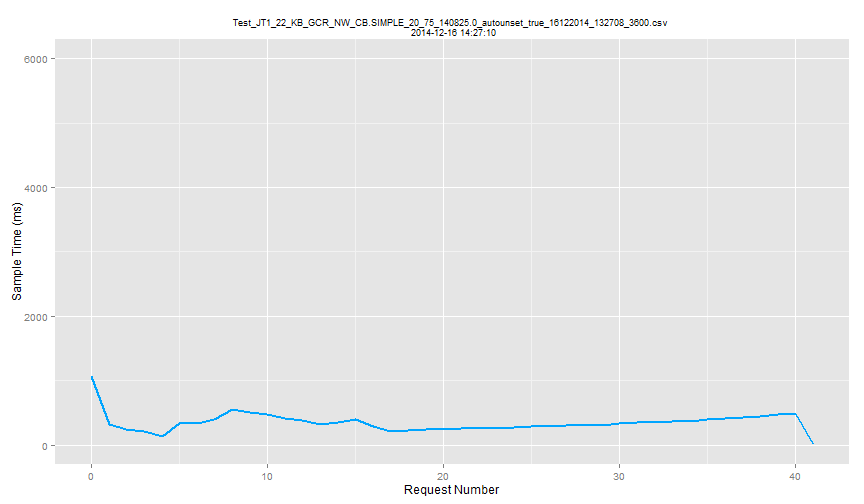 Test_JT1_22_KB_GCR_NW_CB.SIMPLE_20_75_140825.0_autounset_true_16122014_132708_3600.csv
2014-12-16 14:27:10
6000
4000
2000
0
Sample Time (ms)
0 10 20 30 40
Request Number